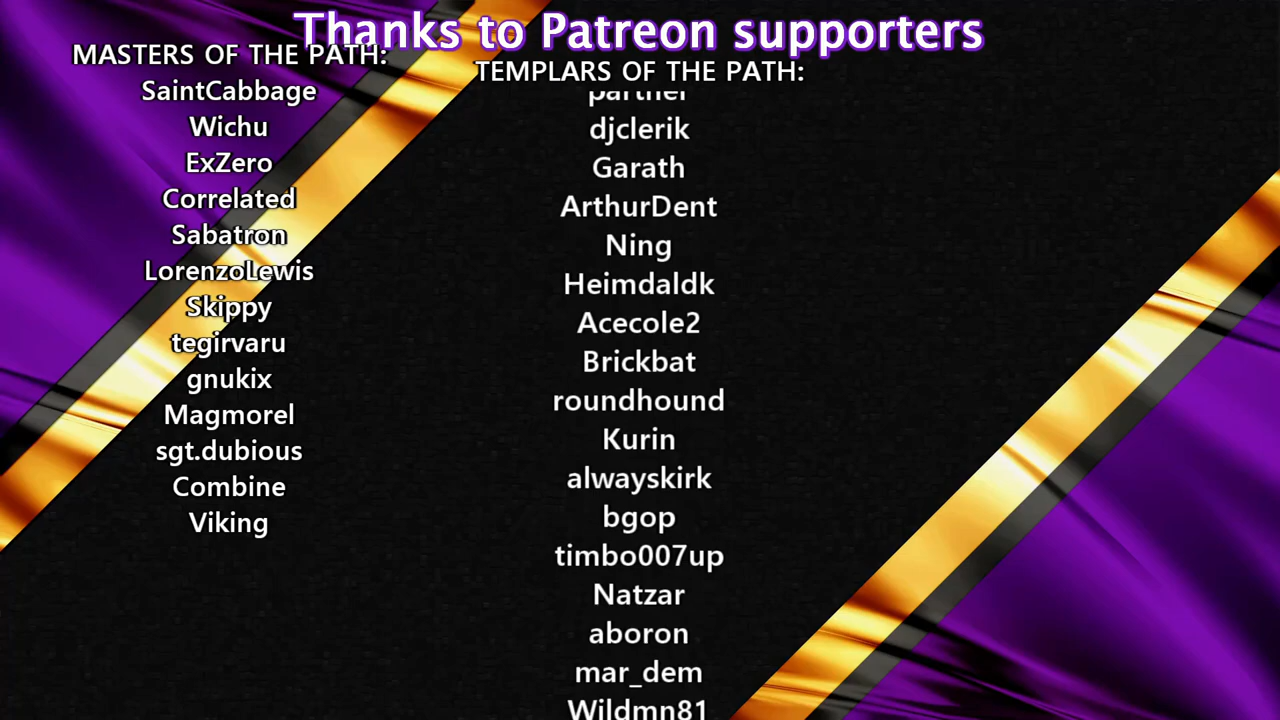 Thanks to Patreon supporters
MASTERS OF THE PATH:
SaintCabbage
Wichu
ExZero
Correlated
Sabatron
LorenzoLewis
Skippy
tegirvaru
gnukix
Magmorel
sgt.dubious
Combine
Viking
TEMPLARS OF THE PATH:
partner
djclerik
Garath
ArthurDent
Ning
Heimdaldk
Acecole2
Brickbat
roundhound
Kurin
alwayskirk
bgop
timbo007up
Natzar
aboron
mar_dem
Wildmn81